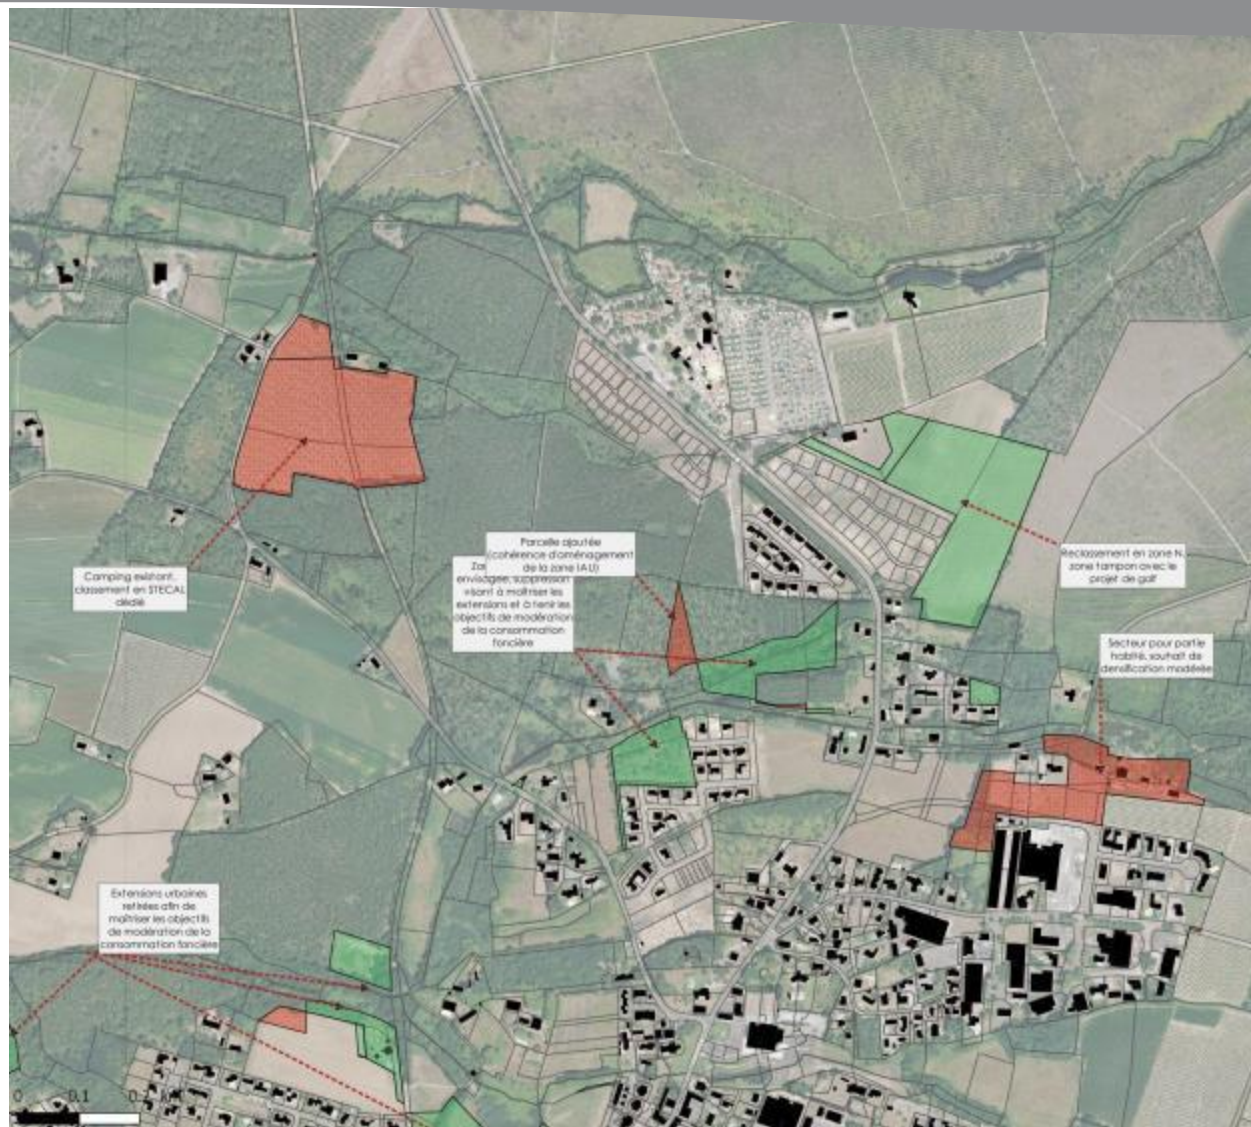 Parcelle ajoutée
(cohérence d'aménagement
de la zone IAU)
envisagée, suppression
visant à maîtriser les
extensions et à tenir les
objectifs de modération
de la consommation
foncière
Camping existant,
classement en STECAL
dédié
Reclassement en zone N,
zone tampon avec le
projet de golf
Secteur pour partie
habité, souhait de
densification modérée
Extensions urbaines
retirées afin de
maîtriser les objectifs
de modération de la
consommation foncière
0 0.1